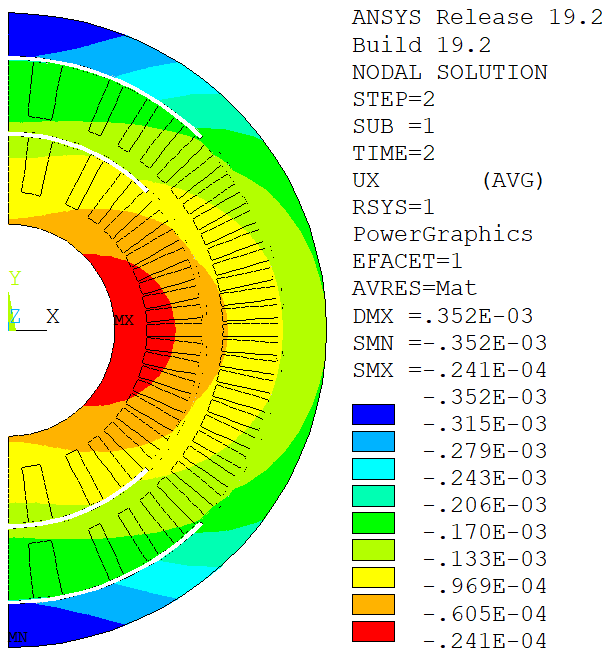 ANSYS Release 19.2
Build 19.2
NODAL SOLUTION
STEP=2
SUB =1
TIME=2
UX (AVG)
RSYS=1
PowerGraphics
EFACET=1
AVRES=Mat
DMX =.352E-03
SMN =-.352E-03
SMX =-.241E-04
-.352E-03
-.315E-03
-.279E-03
-.243E-03
-.206E-03
-.170E-03
-.133E-03
-.969E-04
-.605E-04
-.241E-04
Y
Z X
MX
MN